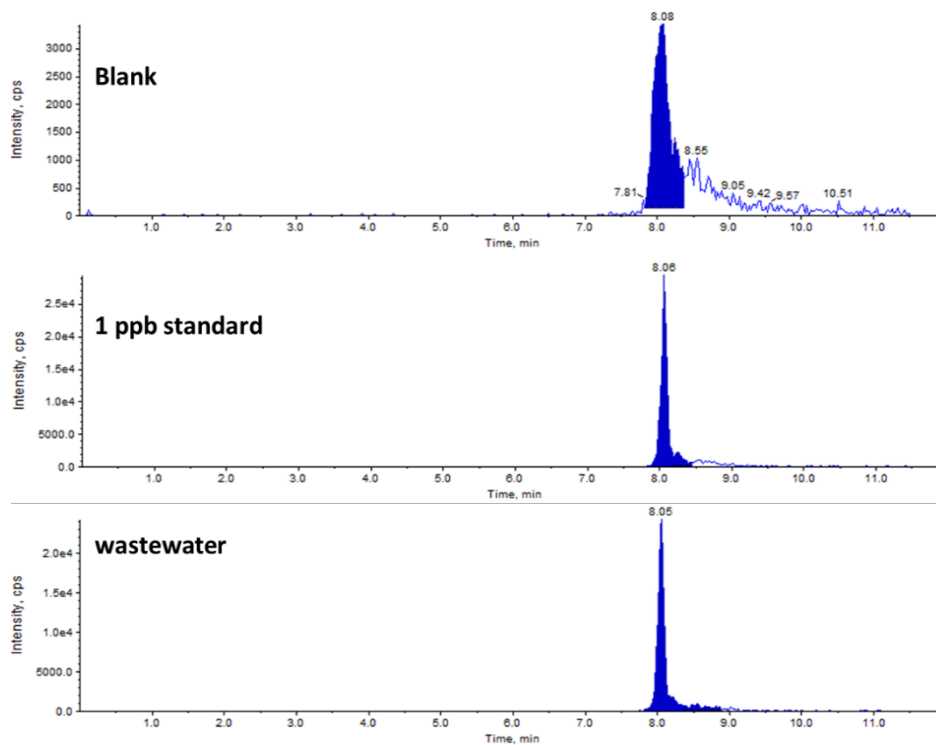 8.08
3000
2500
2000
1500
1000
500
0
Intensity, cps
Blank
7.81
8.55
9.05
9.42
9.57
10.51
1.0 2.0 3.0 4.0 5.0 6.0 7.0 8.0 9.0 10.0 11.0
Time, min
8.06
2.5e4
2.0e4
1.5e4
1.0e4
5000.0
0.0
Intensity, cps
1 ppb standard
1.0 2.0 3.0 4.0 5.0 6.0 7.0 8.0 9.0 10.0 11.0
Time, min
8.05
2.0e4
1.5e4
1.0e4
5000.0
0.0
Intensity, cps
wastewater
1.0 2.0 3.0 4.0 5.0 6.0 7.0 8.0 9.0 10.0 11.0
Time, min